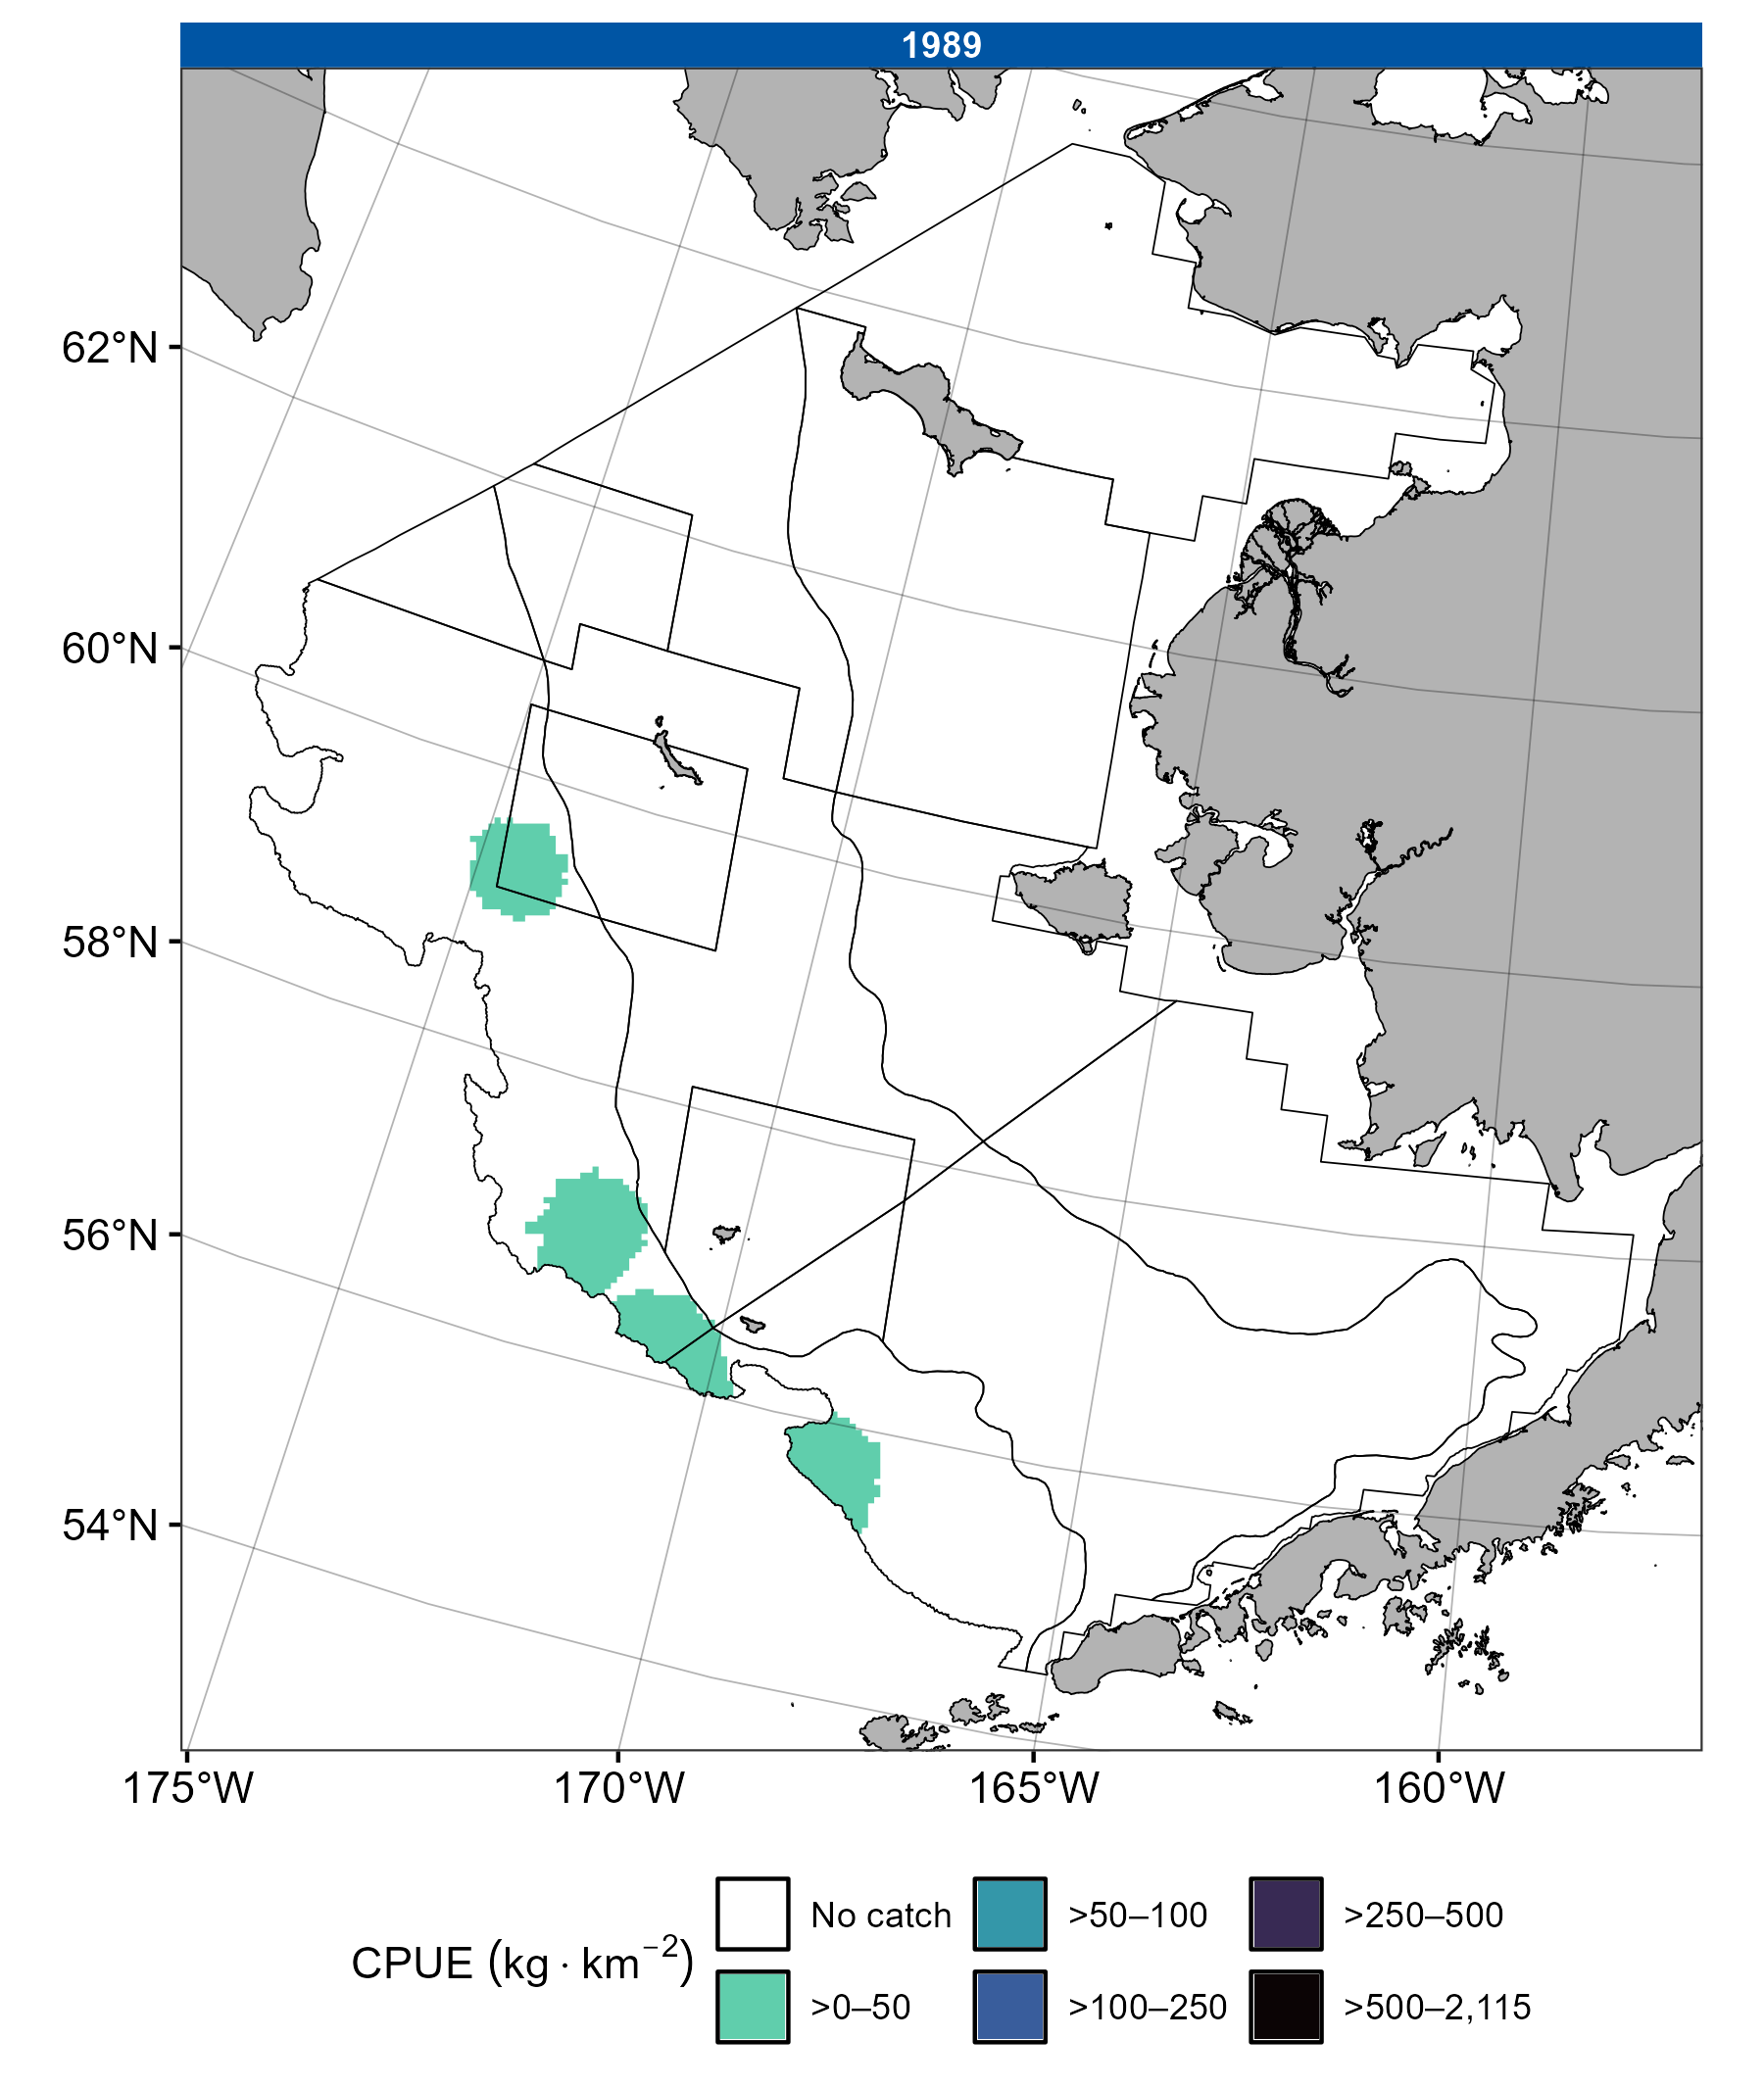 1989
62°N
60°N
58°N
56°N
54°N
175°W 170°W 165°W 160°W
CPUE (kg · km⁻²)
No catch >50–100 >250–500
>0–50 >100–250 >500–2,115